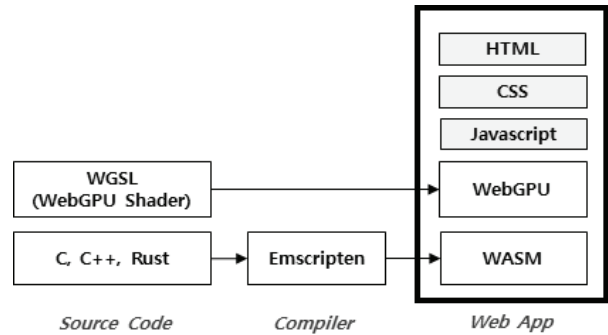 HTML
CSS
Javascript
WGSL
(WebGPU Shader)
WebGPU
C, C++, Rust
Emscripten
WASM
Source Code
Compiler
Web App